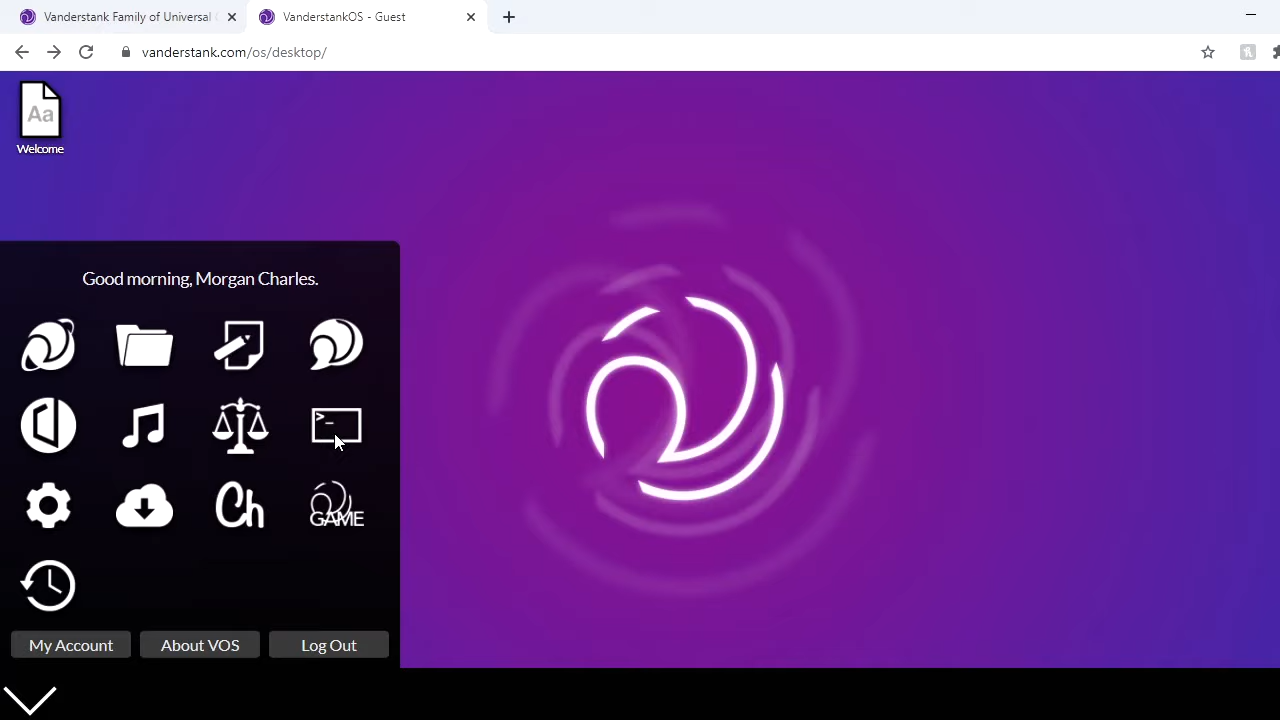 Vanderstank Family of Universal
VanderstankOS - Guest
vanderstank.com/os/desktop/
Aa
Welcome
Good morning, Morgan Charles.
>_
Ch
GAME
My Account
About VOS
Log Out